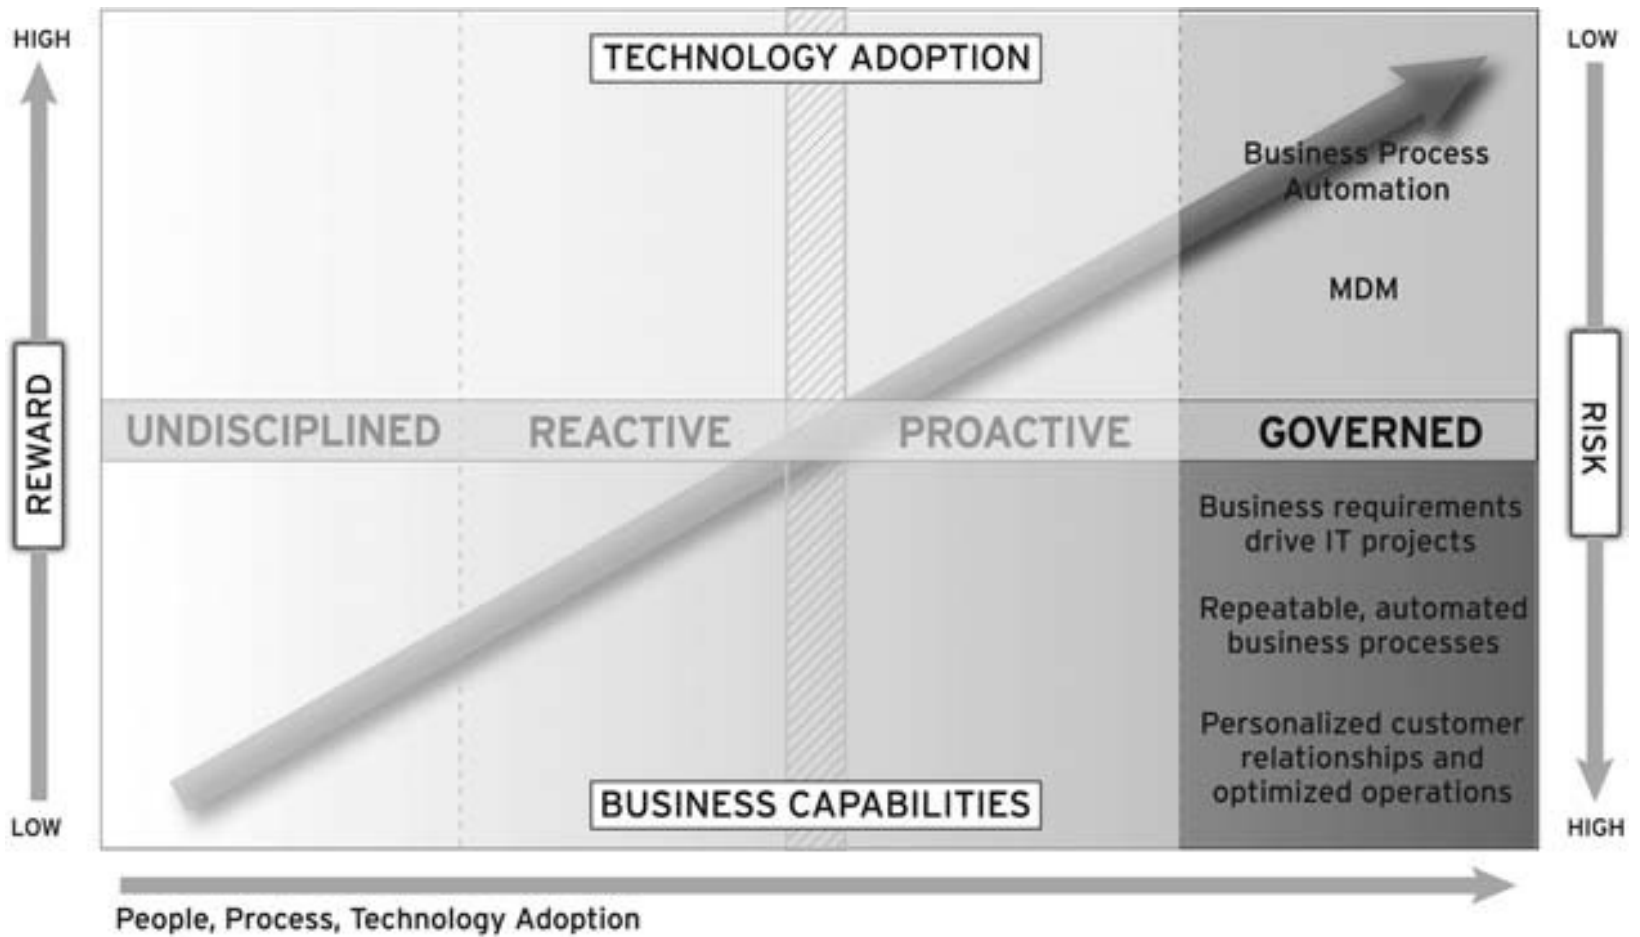 HIGH
LOW
TECHNOLOGY ADOPTION
Business Process
Automation
MDM
REWARD
UNDISCIPLINED
REACTIVE
PROACTIVE
GOVERNED
RISK
Business requirements
drive IT projects
Repeatable, automated
business processes
Personalized customer
relationships and
optimized operations
BUSINESS CAPABILITIES
LOW
HIGH
People, Process, Technology Adoption